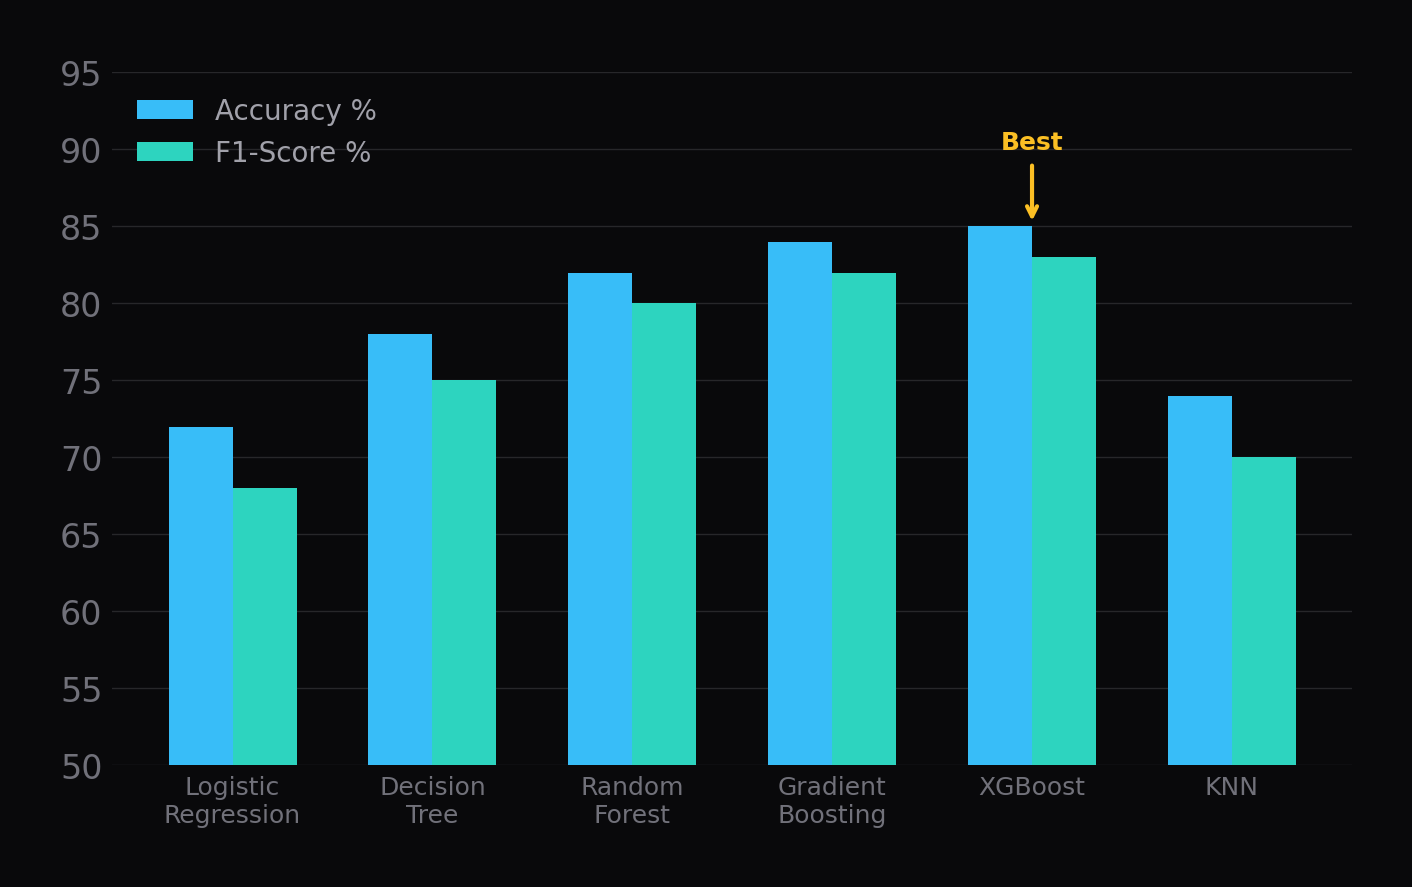 95
90
85
80
75
70
65
60
55
50
Accuracy %
F1-Score %
Best
Logistic
Regression
Decision
Tree
Random
Forest
Gradient
Boosting
XGBoost
KNN